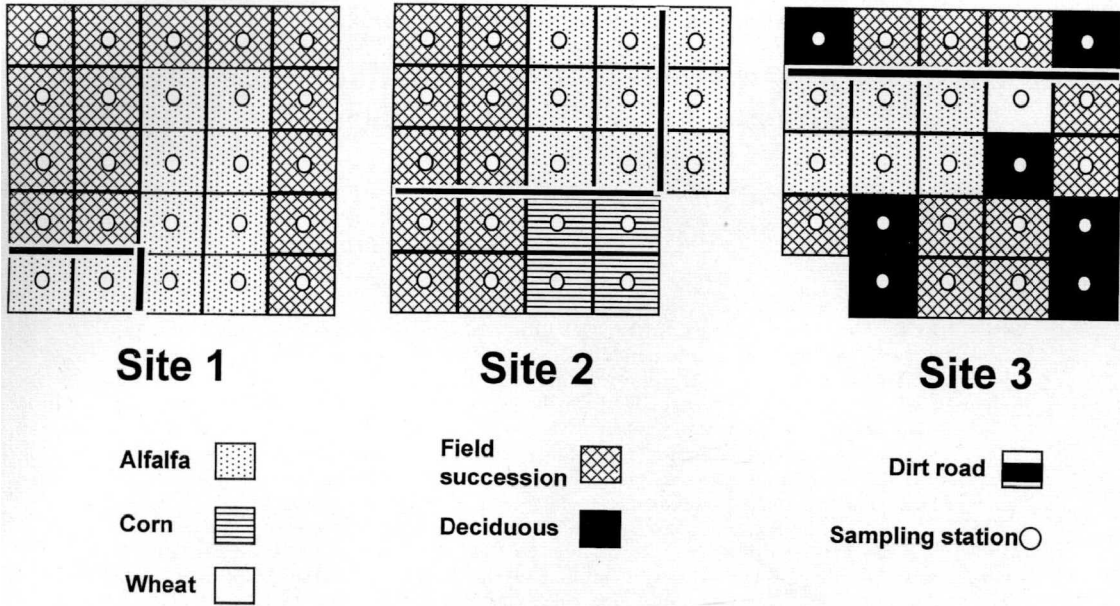 Site 1
Site 2
Site 3
Alfalfa
Corn
Wheat
Field
succession
Deciduous
Dirt road
Sampling station